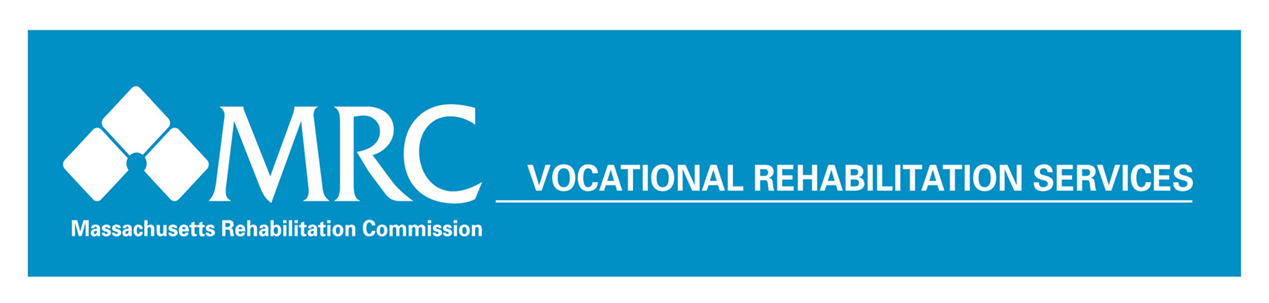 MRC
VOCATIONAL REHABILITATION SERVICES
Massachusetts Rehabilitation Commission